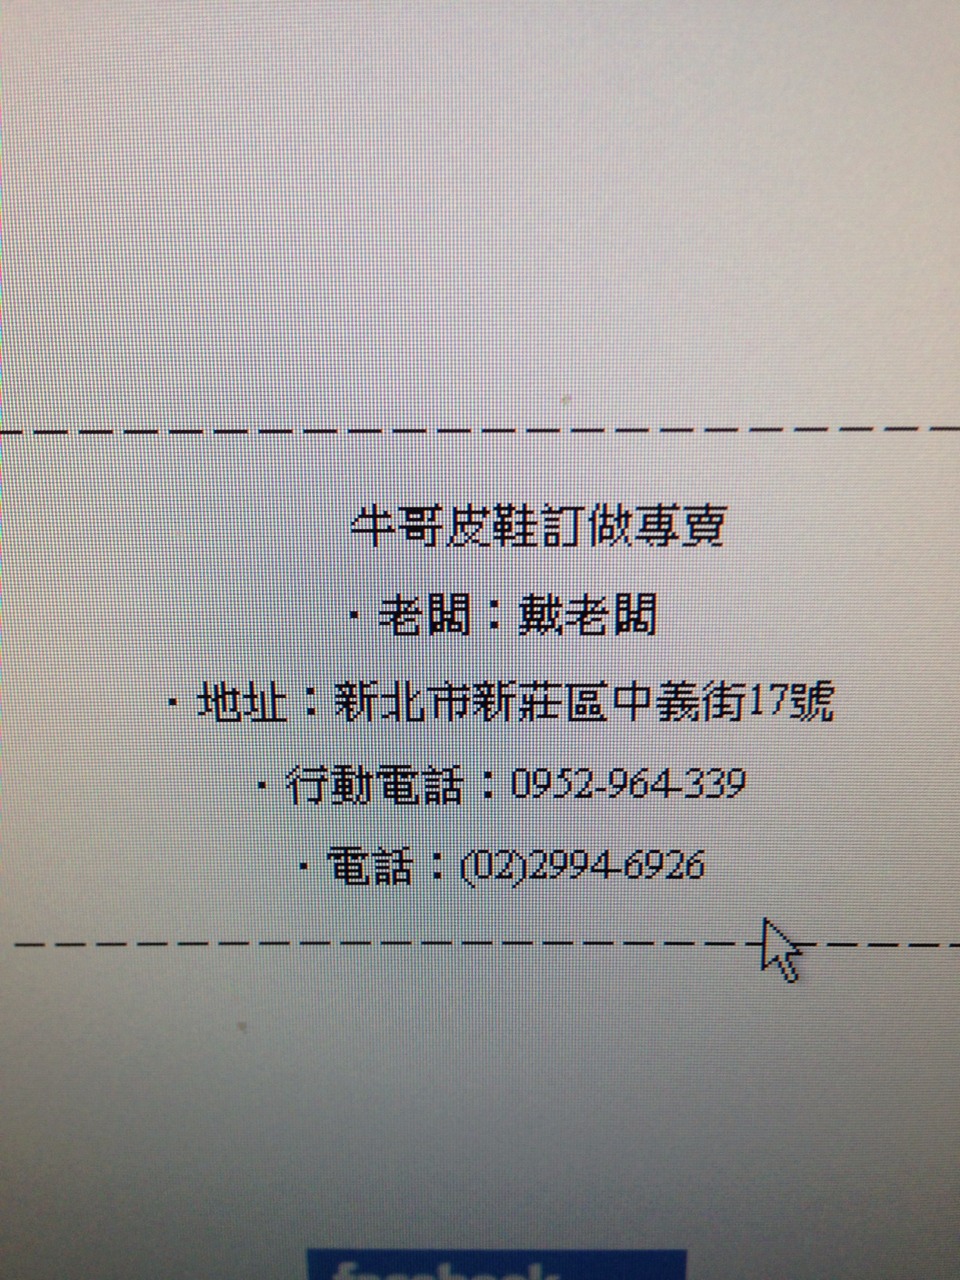 牛哥皮鞋訂做專賣
・老闆：戴老闆
・地址：新北市新莊區中義街17號
・行動電話：0952-964-339
・電話：(02)2994-6926
facebook